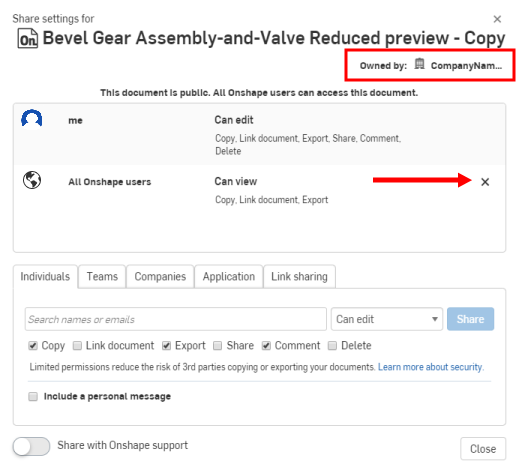 Share settings for
On Bevel Gear Assembly-and-Valve Reduced preview - Copy
Owned by: CompanyNam...
This document is public. All Onshape users can access this document.
me Can edit
Copy, Link document, Export, Share, Comment,
Delete
All Onshape users Can view
Copy, Link document, Export
Individuals Teams Companies Application Link sharing
Search names or emails Can edit Share
Copy Link document Export Share Comment Delete
Limited permissions reduce the risk of 3rd parties copying or exporting your documents. Learn more about security.
Include a personal message
Share with Onshape support Close